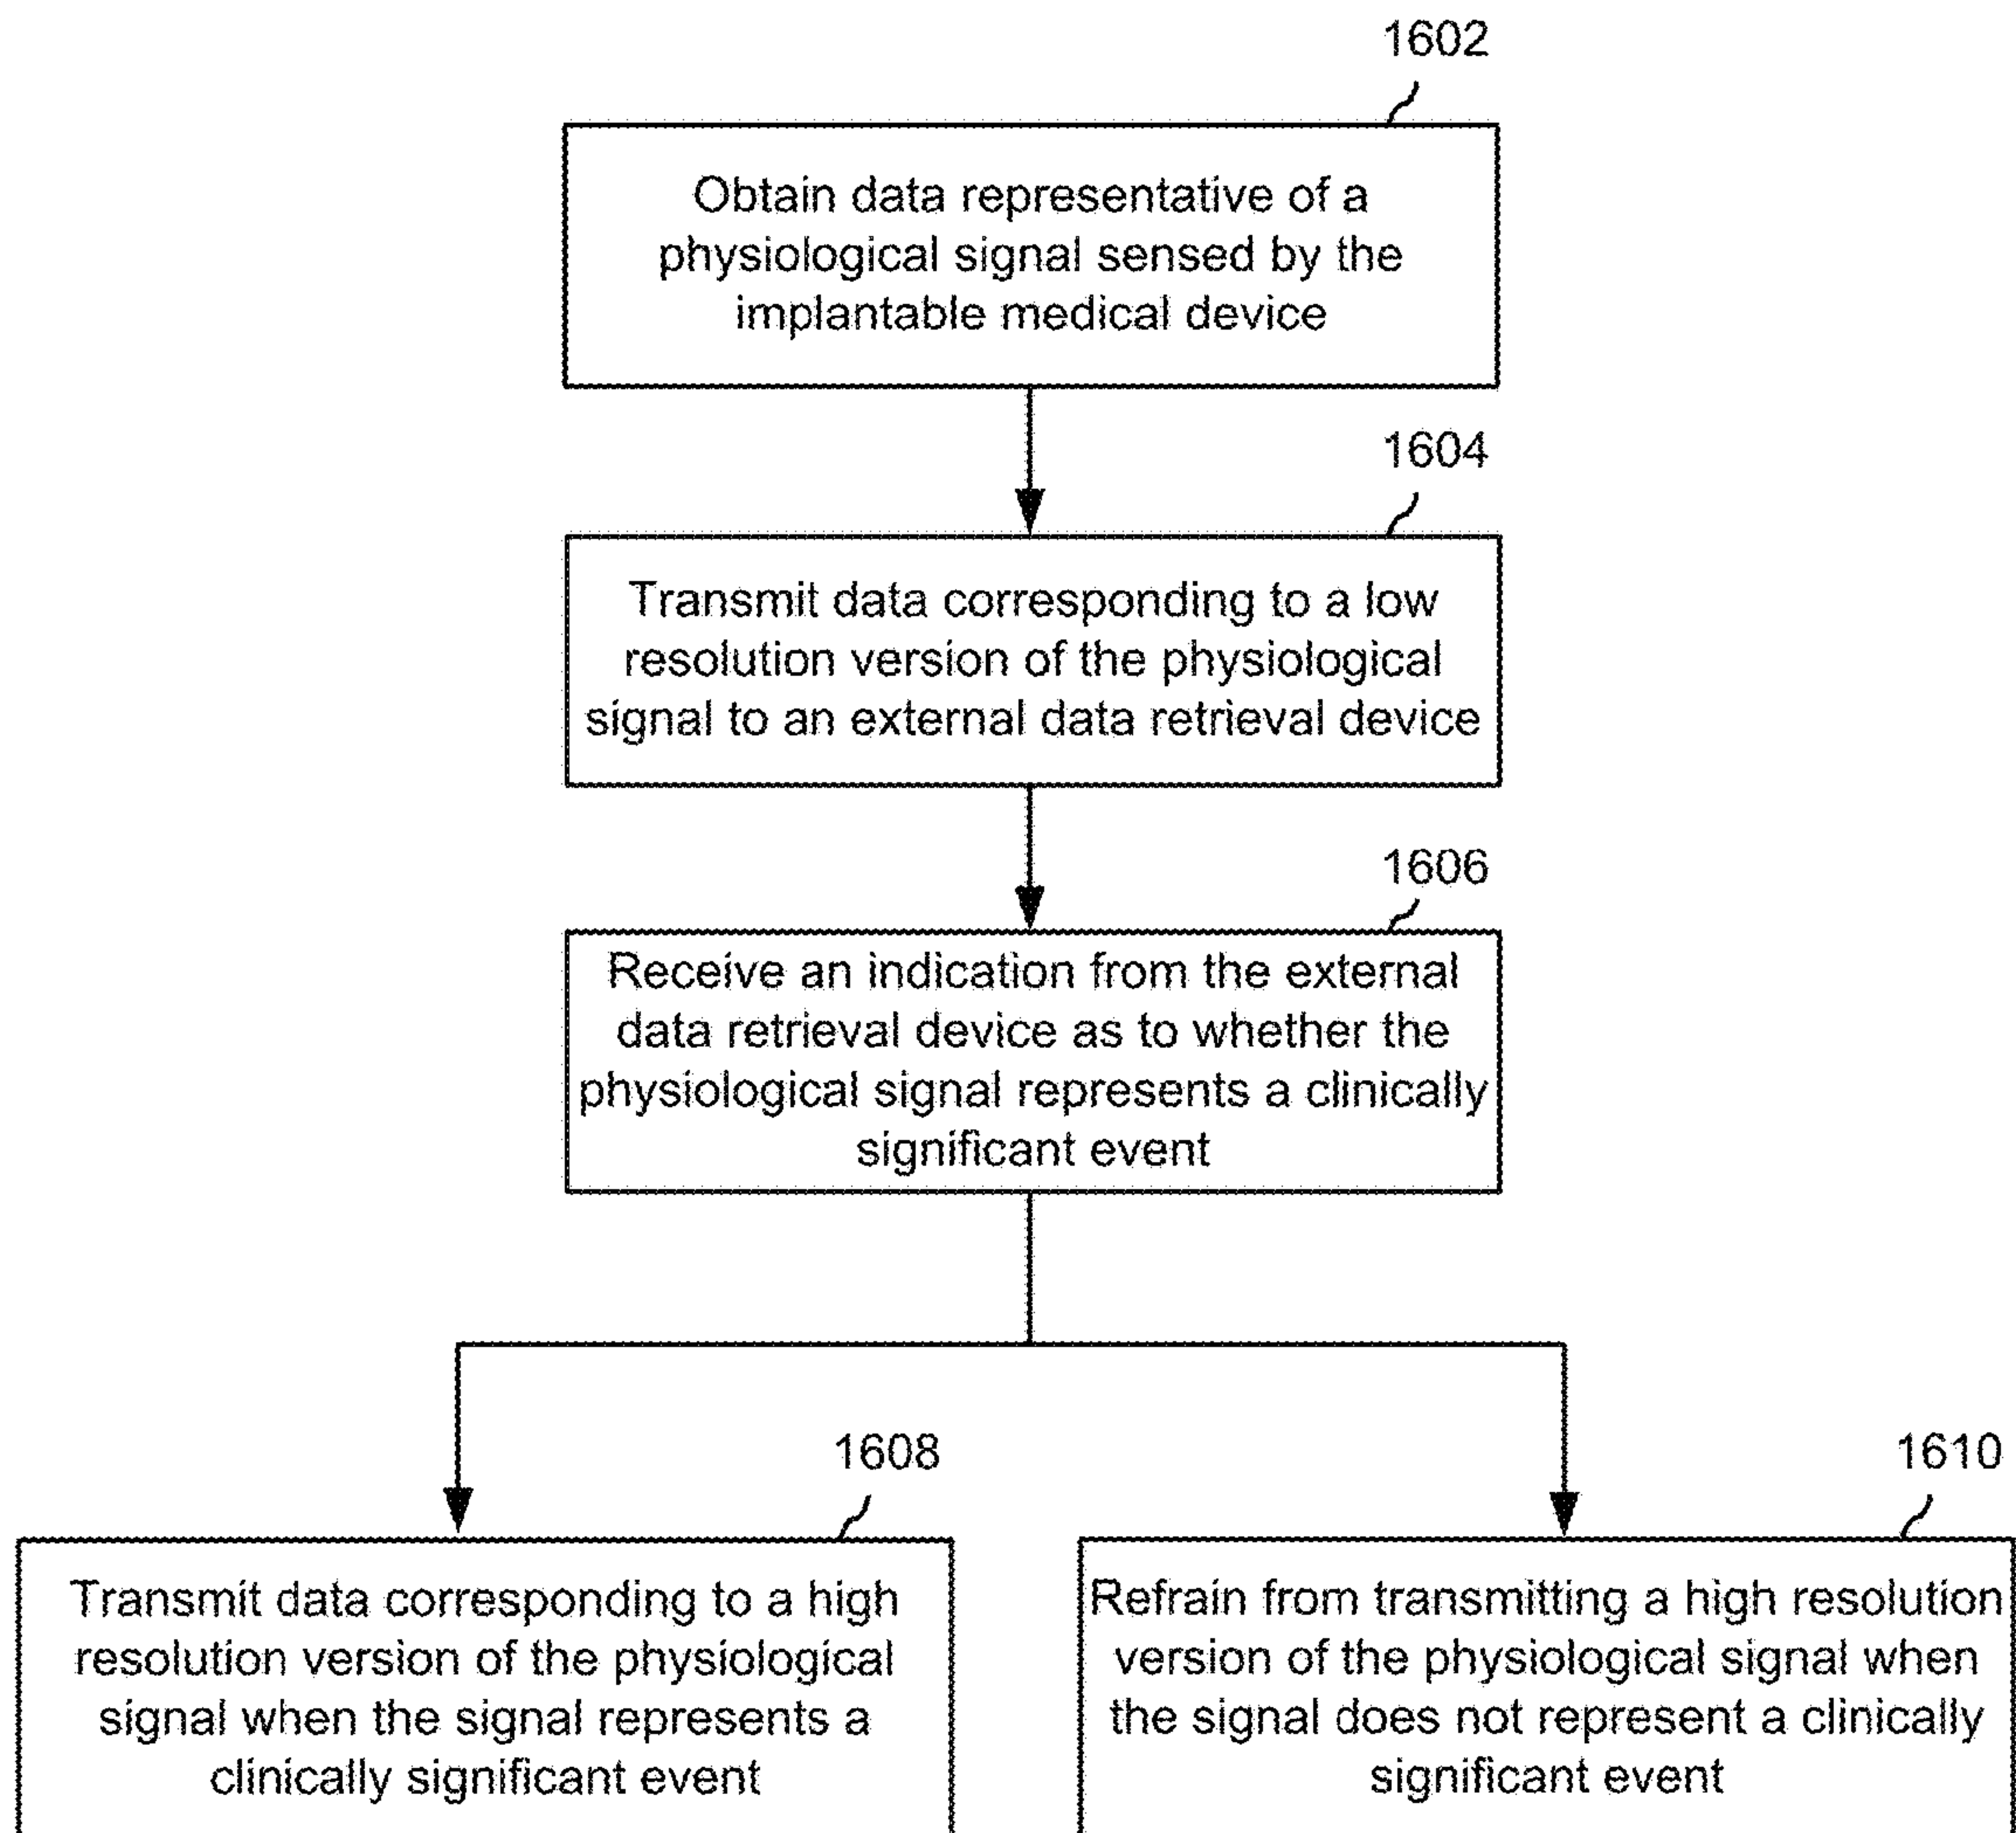 1602
Obtain data representative of a
physiological signal sensed by the
implantable medical device
1604
Transmit data corresponding to a low
resolution version of the physiological
signal to an external data retrieval device
1606
Receive an indication from the external
data retrieval device as to whether the
physiological signal represents a clinically
significant event
1608
Transmit data corresponding to a high
resolution version of the physiological
signal when the signal represents a
clinically significant event
1610
Refrain from transmitting a high resolution
version of the physiological signal when
the signal does not represent a clinically
significant event